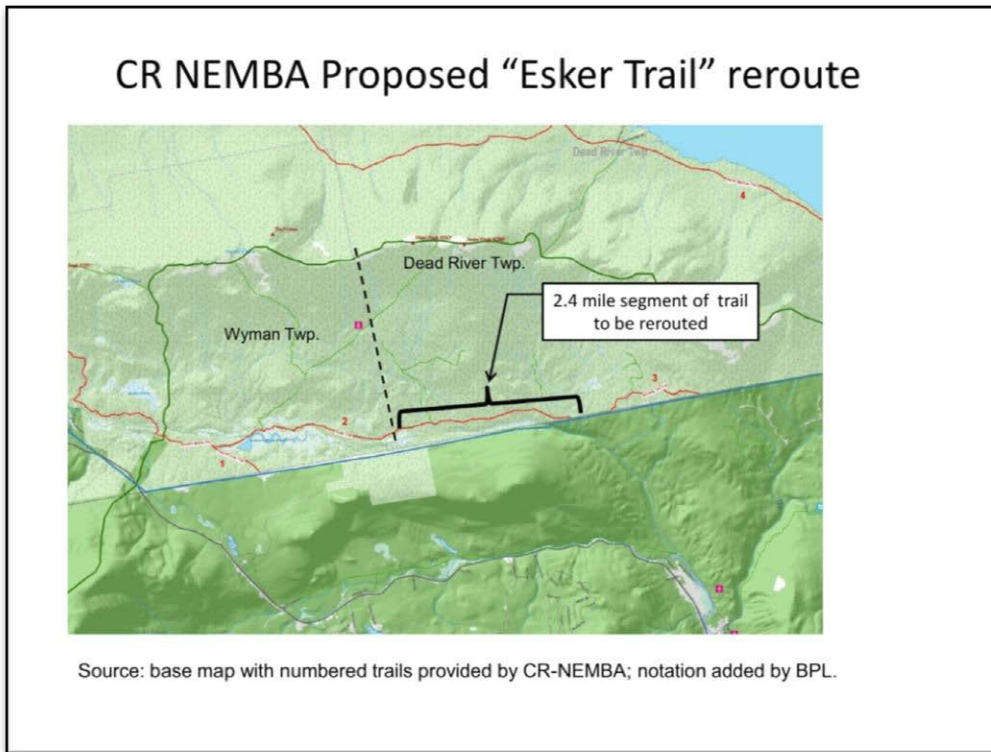 CR NEMBA Proposed “Esker Trail” reroute
Dead River Twp
4
Dead River Twp.
2.4 mile segment of trail
to be rerouted
Wyman Twp.
3
2
1
Source: base map with numbered trails provided by CR-NEMBA; notation added by BPL.